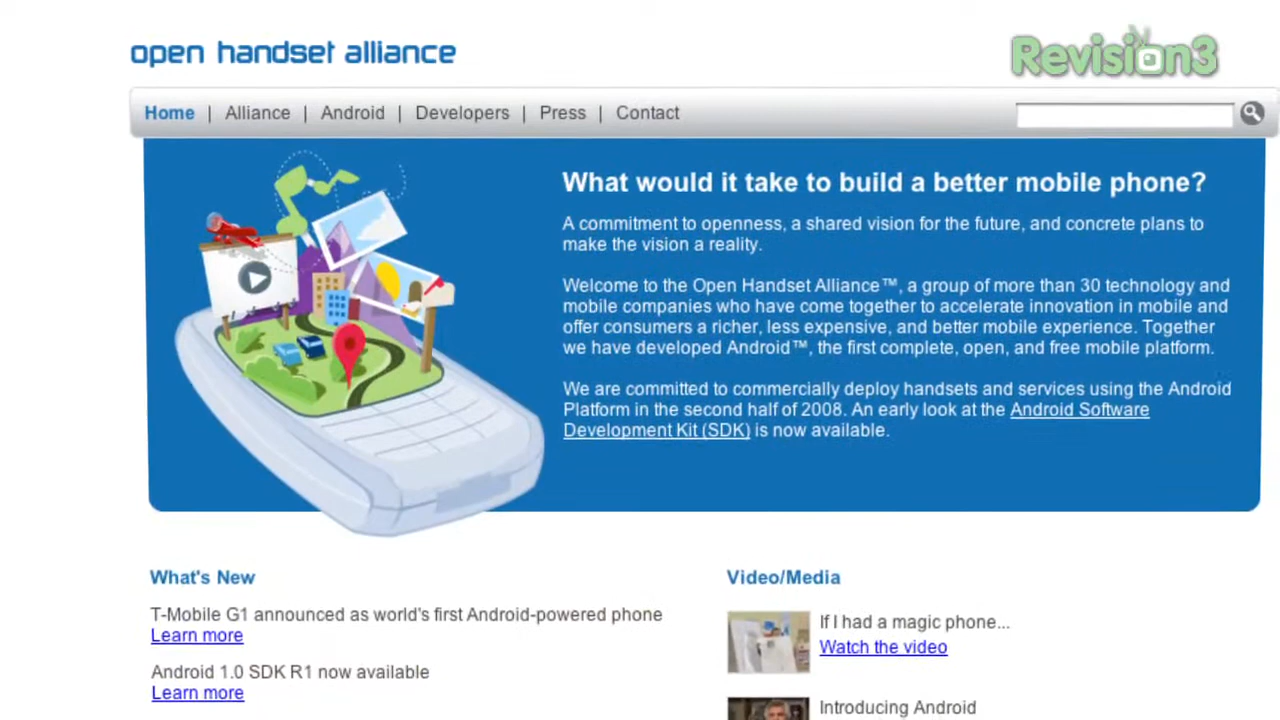 open handset alliance
Revision3
Home | Alliance | Android | Developers | Press | Contact
What would it take to build a better mobile phone?
A commitment to openness, a shared vision for the future, and concrete plans to
make the vision a reality.
Welcome to the Open Handset Alliance™, a group of more than 30 technology and
mobile companies who have come together to accelerate innovation in mobile and
offer consumers a richer, less expensive, and better mobile experience. Together
we have developed Android™, the first complete, open, and free mobile platform.
We are committed to commercially deploy handsets and services using the Android
Platform in the second half of 2008. An early look at the Android Software
Development Kit (SDK) is now available.
What's New
T-Mobile G1 announced as world's first Android-powered phone
Learn more
Android 1.0 SDK R1 now available
Learn more
Video/Media
If I had a magic phone...
Watch the video
Introducing Android